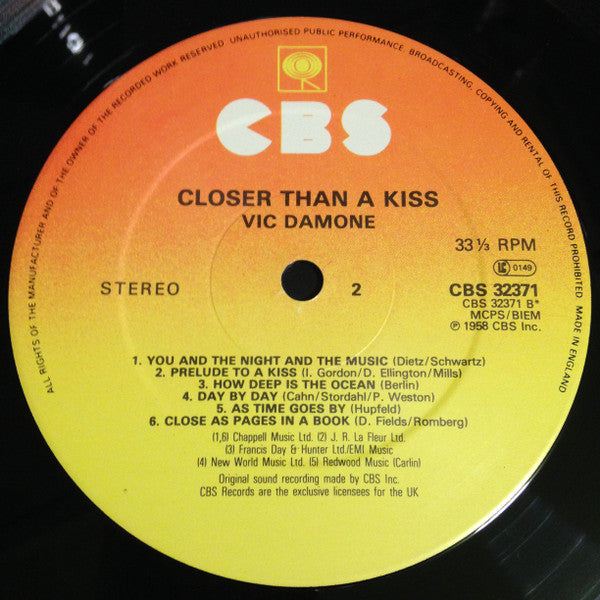 ALL RIGHTS OF THE MANUFACTURER AND OF THE OWNER OF THE RECORDED WORK RESERVED. UNAUTHORISED PUBLIC PERFORMANCE, BROADCASTING, COPYING AND RENTAL OF THIS RECORD PROHIBITED. MADE IN ENGLAND
CBS
CLOSER THAN A KISS
VIC DAMONE
33 1/3 RPM
LC 0149
STEREO
2
CBS 32371
CBS 32371 B*
MCPS/BIEM
℗ 1958 CBS Inc.
1. YOU AND THE NIGHT AND THE MUSIC (Dietz/Schwartz)
2. PRELUDE TO A KISS (I. Gordon/D. Ellington/Mills)
3. HOW DEEP IS THE OCEAN (Berlin)
4. DAY BY DAY (Cahn/Stordahl/P. Weston)
5. AS TIME GOES BY (Hupfeld)
6. CLOSE AS PAGES IN A BOOK (D. Fields/Romberg)
(1,6) Chappell Music Ltd. (2) J. R. La Fleur Ltd.
(3) Francis Day & Hunter Ltd./EMI Music
(4) New World Music Ltd. (5) Redwood Music (Carlin)
Original sound recording made by CBS Inc.
CBS Records are the exclusive licensees for the UK